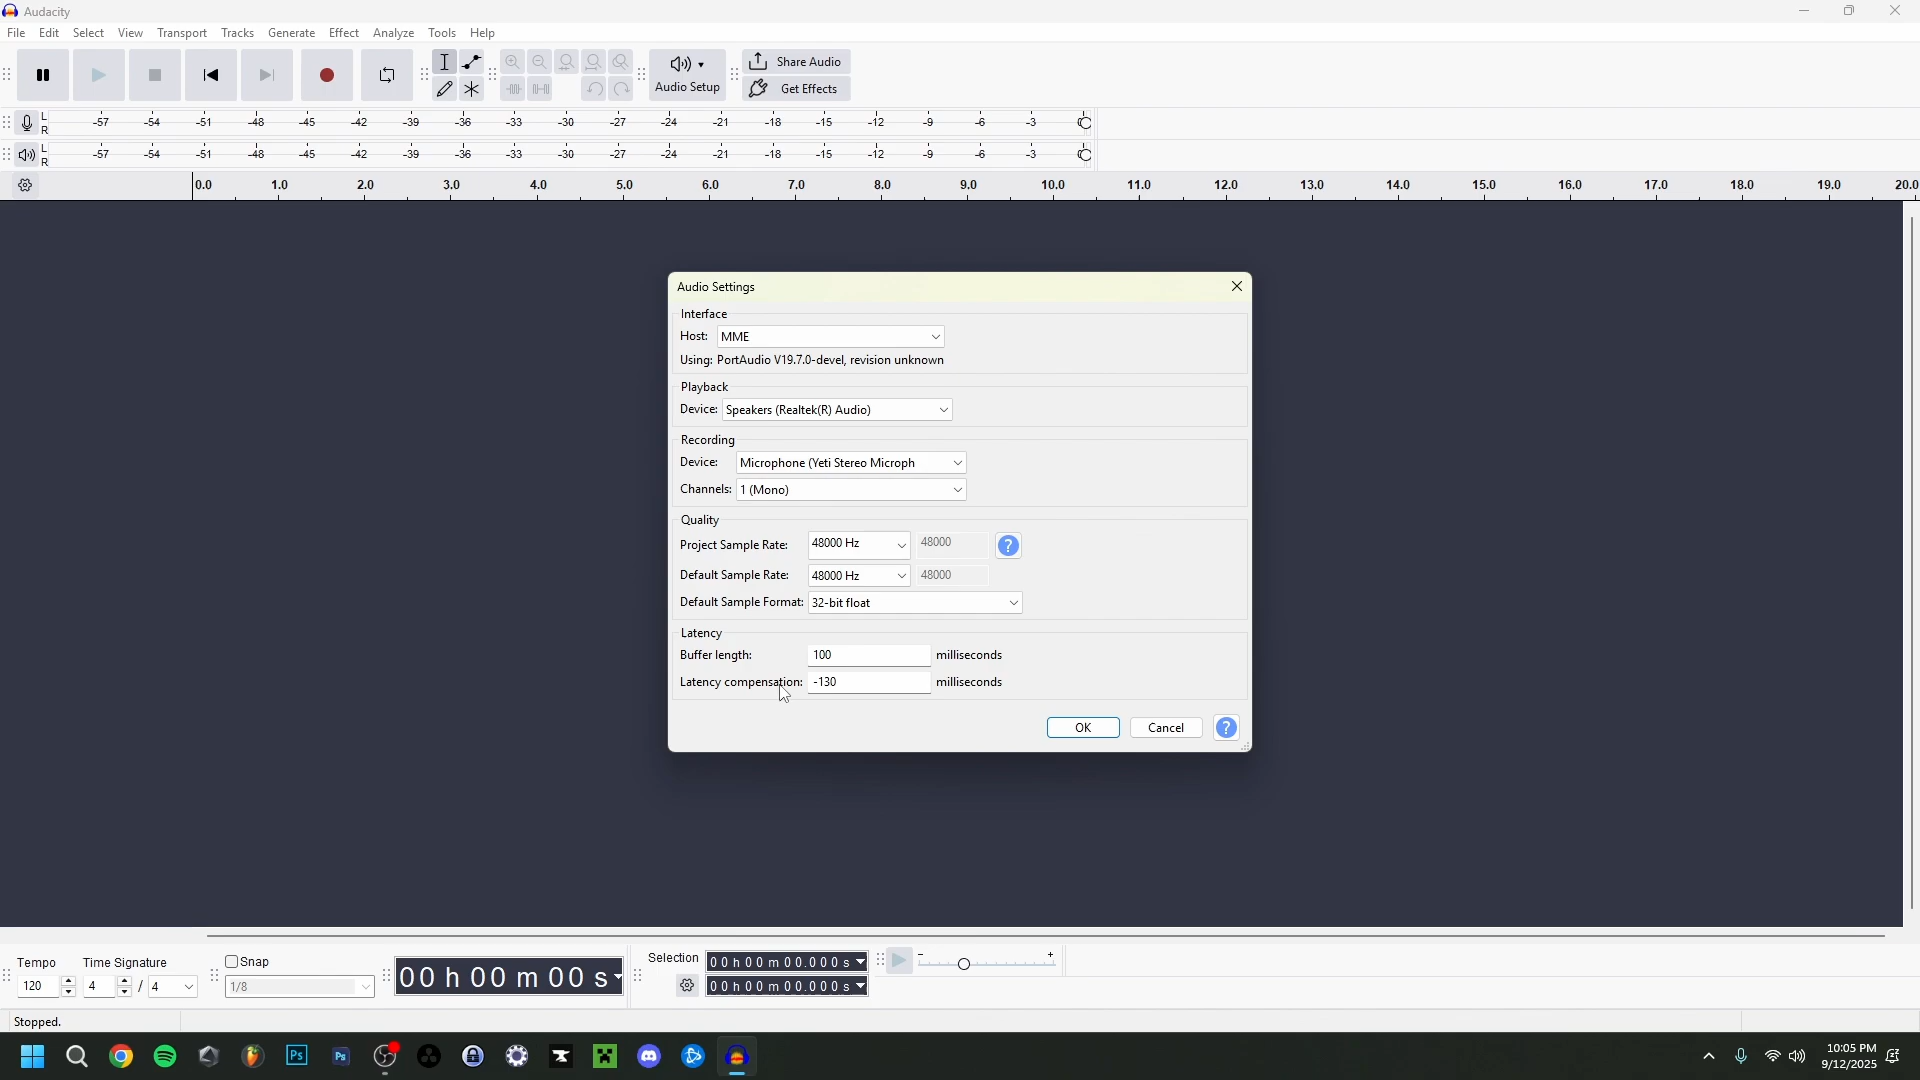 Audacity
File Edit Select View Transport Tracks Generate Effect Analyze Tools Help
Audio Setup
Share Audio
Get Effects
L R -57 -54 -51 -48 -45 -42 -39 -36 -33 -30 -27 -24 -21 -18 -15 -12 -9 -6 -3 0
L R -57 -54 -51 -48 -45 -42 -39 -36 -33 -30 -27 -24 -21 -18 -15 -12 -9 -6 -3 0
0.0 1.0 2.0 3.0 4.0 5.0 6.0 7.0 8.0 9.0 10.0 11.0 12.0 13.0 14.0 15.0 16.0 17.0 18.0 19.0 20.0
Audio Settings
Interface
Host: MME
Using: PortAudio V19.7.0-devel, revision unknown
Playback
Device: Speakers (Realtek(R) Audio)
Recording
Device: Microphone (Yeti Stereo Microph
Channels: 1 (Mono)
Quality
Project Sample Rate: 48000 Hz 48000 ?
Default Sample Rate: 48000 Hz 48000
Default Sample Format: 32-bit float
Latency
Buffer length: 100 milliseconds
Latency compensation: -130 milliseconds
OK Cancel ?
Tempo
120
Time Signature
4 / 4
Snap
1/8
00 h 00 m 00 s
Selection
00 h 00 m 00.000 s
00 h 00 m 00.000 s
- +
Stopped.
Ps Ps
10:05 PM
9/12/2025